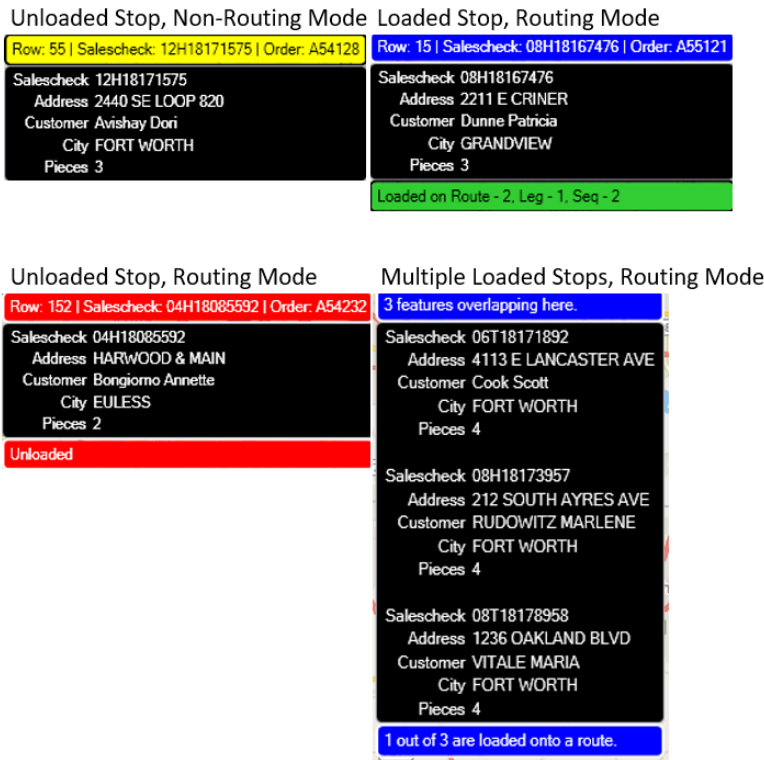 Unloaded Stop, Non-Routing Mode
Row: 55 | Salescheck: 12H18171575 | Order: A54128
Salescheck 12H18171575
Address 2440 SE LOOP 820
Customer Avishay Dori
City FORT WORTH
Pieces 3
Loaded Stop, Routing Mode
Row: 15 | Salescheck: 08H18167476 | Order: A55121
Salescheck 08H18167476
Address 2211 E CRINER
Customer Dunne Patricia
City GRANDVIEW
Pieces 3
Loaded on Route - 2, Leg - 1, Seq - 2
Unloaded Stop, Routing Mode
Row: 152 | Salescheck: 04H18085592 | Order: A54232
Salescheck 04H18085592
Address HARWOOD & MAIN
Customer Bongiorno Annette
City EULESS
Pieces 2
Unloaded
Multiple Loaded Stops, Routing Mode
3 features overlapping here.
Salescheck 06T18171892
Address 4113 E LANCASTER AVE
Customer Cook Scott
City FORT WORTH
Pieces 4
Salescheck 08H18173957
Address 212 SOUTH AYRES AVE
Customer RUDOWITZ MARLENE
City FORT WORTH
Pieces 4
Salescheck 08T18178958
Address 1236 OAKLAND BLVD
Customer VITALE MARIA
City FORT WORTH
Pieces 4
1 out of 3 are loaded onto a route.